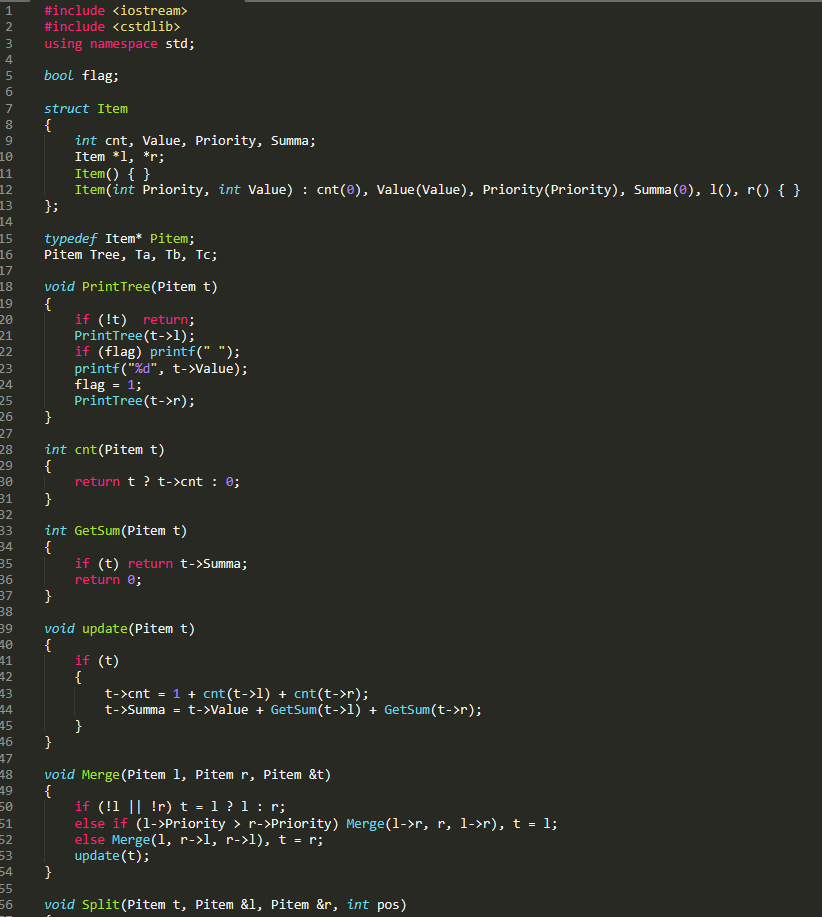 1 #include <iostream>
2 #include <cstdlib>
3 using namespace std;
4
5 bool flag;
6
7 struct Item
8 {
9     int cnt, Value, Priority, Summa;
10     Item *l, *r;
11     Item() { }
12     Item(int Priority, int Value) : cnt(0), Value(Value), Priority(Priority), Summa(0), l(), r() { }
13 };
14
15 typedef Item* Pitem;
16 Pitem Tree, Ta, Tb, Tc;
17
18 void PrintTree(Pitem t)
19 {
20     if (!t)  return;
21     PrintTree(t->l);
22     if (flag) printf(" ");
23     printf("%d", t->Value);
24     flag = 1;
25     PrintTree(t->r);
26 }
27
28 int cnt(Pitem t)
29 {
30     return t ? t->cnt : 0;
31 }
32
33 int GetSum(Pitem t)
34 {
35     if (t) return t->Summa;
36     return 0;
37 }
38
39 void update(Pitem t)
40 {
41     if (t)
42     {
43         t->cnt = 1 + cnt(t->l) + cnt(t->r);
44         t->Summa = t->Value + GetSum(t->l) + GetSum(t->r);
45     }
46 }
47
48 void Merge(Pitem l, Pitem r, Pitem &t)
49 {
50     if (!l || !r) t = l ? l : r;
51     else if (l->Priority > r->Priority) Merge(l->r, r, l->r), t = l;
52     else Merge(l, r->l, r->l), t = r;
53     update(t);
54 }
55
56 void Split(Pitem t, Pitem &l, Pitem &r, int pos)